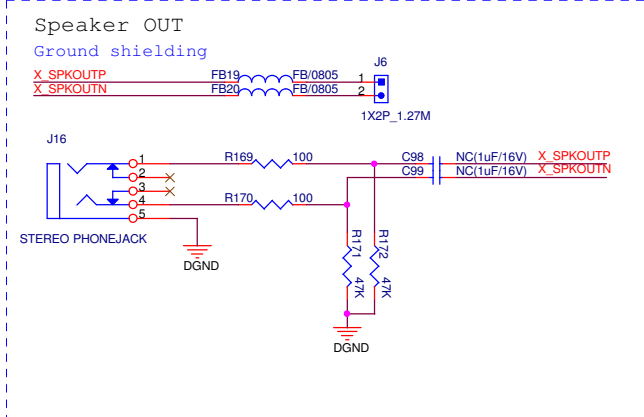 Speaker OUT
Ground shielding
J6
X_SPKOUTP FB19 FB/0805 1
X_SPKOUTN FB20 FB/0805 2
1X2P_1.27M
J16
1 R169 100 C98 NC(1uF/16V) X_SPKOUTP
2 C99 NC(1uF/16V) X_SPKOUTN
3
4 R170 100
5
STEREO PHONEJACK
DGND
R171 47K
R172 47K
DGND